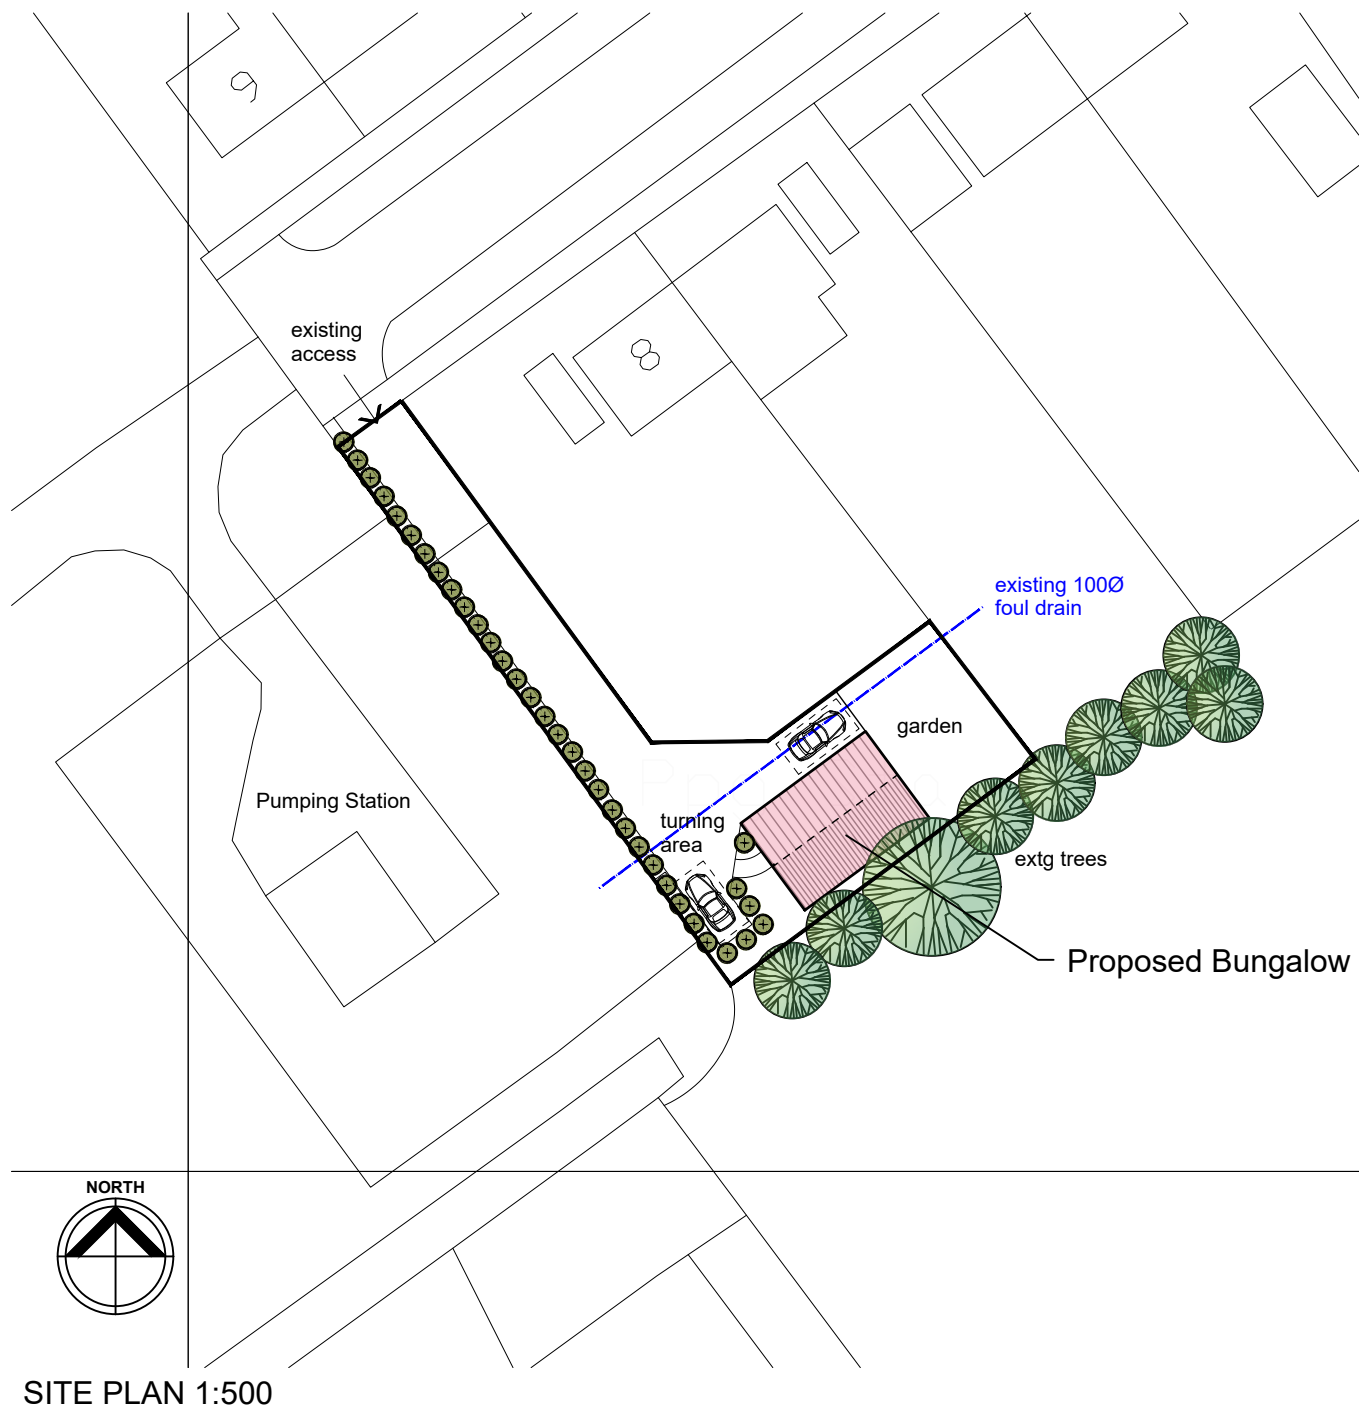 9
existing
access
8
existing 100Ø
foul drain
garden
Pumping Station
turning
area
extg trees
Proposed Bungalow
NORTH
SITE PLAN 1:500